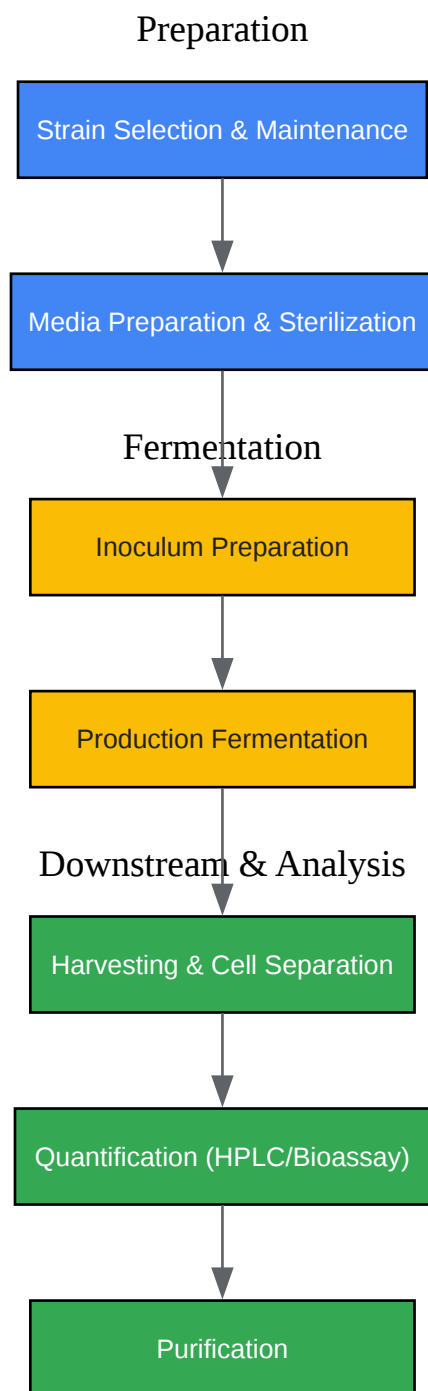 Preparation
Strain Selection & Maintenance
Media Preparation & Sterilization
Fermentation
Inoculum Preparation
Production Fermentation
Downstream & Analysis
Harvesting & Cell Separation
Quantification (HPLC/Bioassay)
Purification